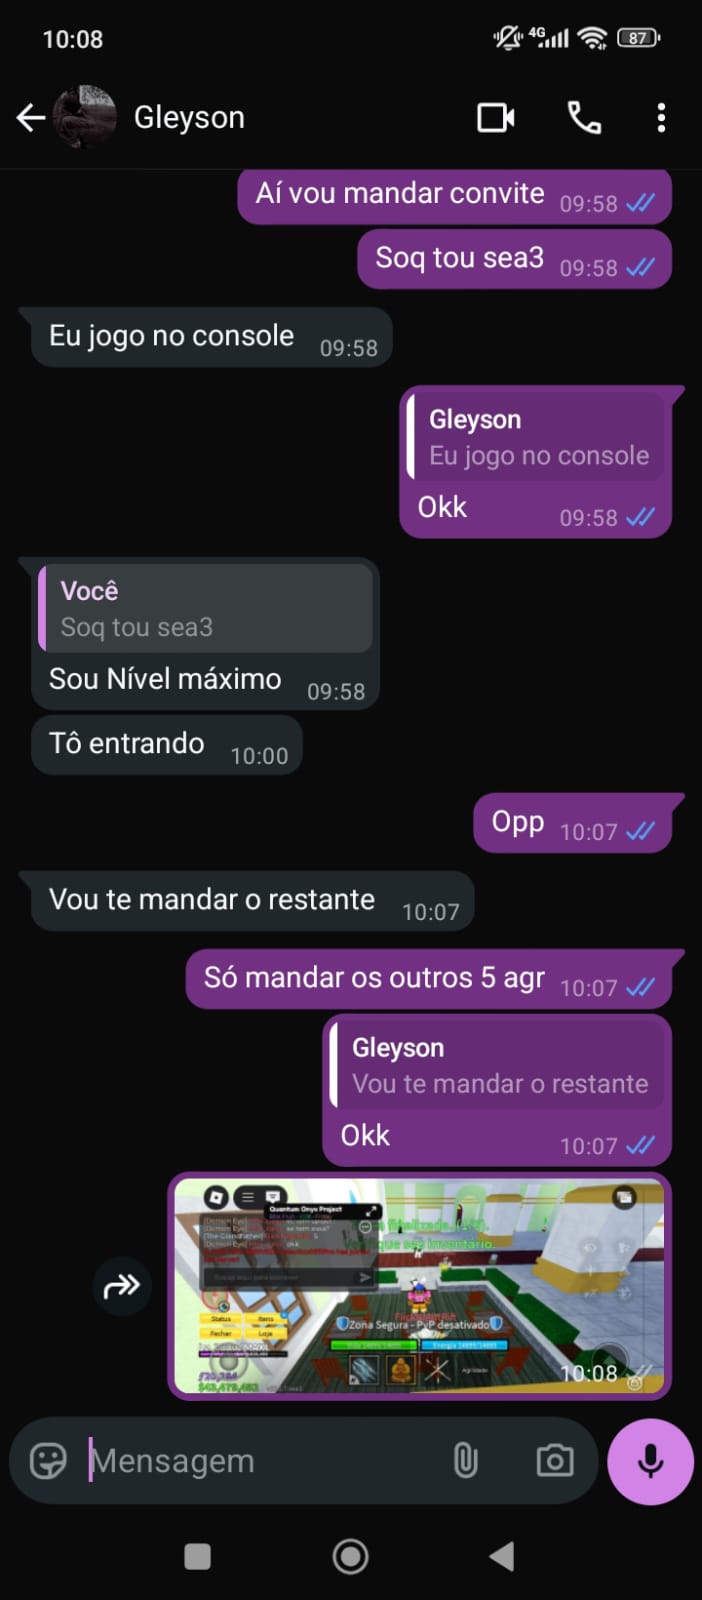 10:08
4G
87
Gleyson
Aí vou mandar convite 09:58
Soq tou sea3 09:58
Eu jogo no console 09:58
Gleyson
Eu jogo no console
Okk 09:58
Você
Soq tou sea3
Sou Nível máximo 09:58
Tô entrando 10:00
Opp 10:07
Vou te mandar o restante 10:07
Só mandar os outros 5 agr 10:07
Gleyson
Vou te mandar o restante
Okk 10:07
Quantum Onyx Project
finalizada.
seu inventário.
Zona Segura - PvP desativado
Status Itens
Fechar Loja
Agilidade
10:08
Mensagem